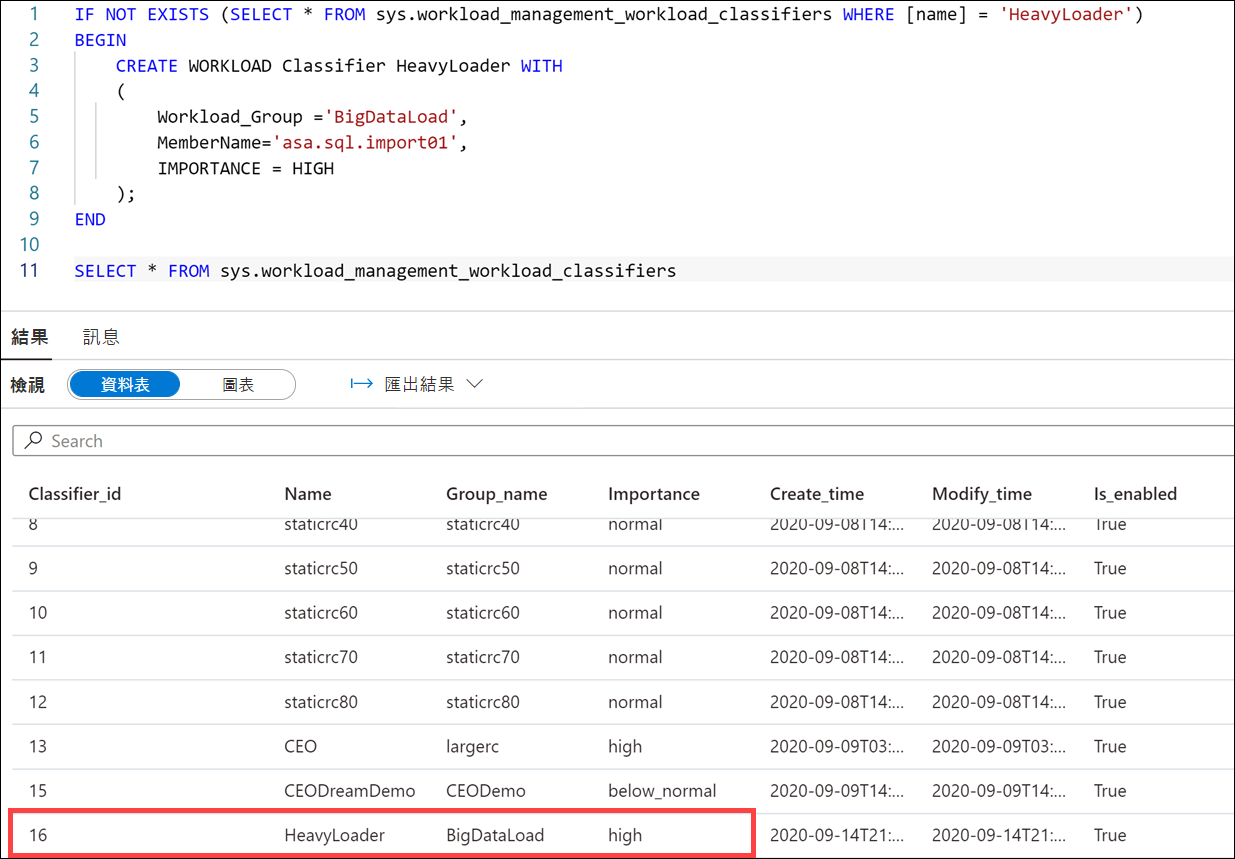 1 IF NOT EXISTS (SELECT * FROM sys.workload_management_workload_classifiers WHERE [name] = 'HeavyLoader')
2 BEGIN
3 CREATE WORKLOAD Classifier HeavyLoader WITH
4 (
5 Workload_Group ='BigDataLoad',
6 MemberName='asa.sql.import01',
7 IMPORTANCE = HIGH
8 );
9 END
10
11 SELECT * FROM sys.workload_management_workload_classifiers
結果 訊息
檢視 資料表 圖表 匯出結果
Search
Classifier_id Name Group_name Importance Create_time Modify_time Is_enabled
8 staticrc40 staticrc40 normal 2020-09-08T14:... 2020-09-08T14:... True
9 staticrc50 staticrc50 normal 2020-09-08T14:... 2020-09-08T14:... True
10 staticrc60 staticrc60 normal 2020-09-08T14:... 2020-09-08T14:... True
11 staticrc70 staticrc70 normal 2020-09-08T14:... 2020-09-08T14:... True
12 staticrc80 staticrc80 normal 2020-09-08T14:... 2020-09-08T14:... True
13 CEO largerc high 2020-09-09T03:... 2020-09-09T03:... True
15 CEODreamDemo CEODemo below_normal 2020-09-09T14:... 2020-09-09T14:... True
16 HeavyLoader BigDataLoad high 2020-09-14T21:... 2020-09-14T21:... True